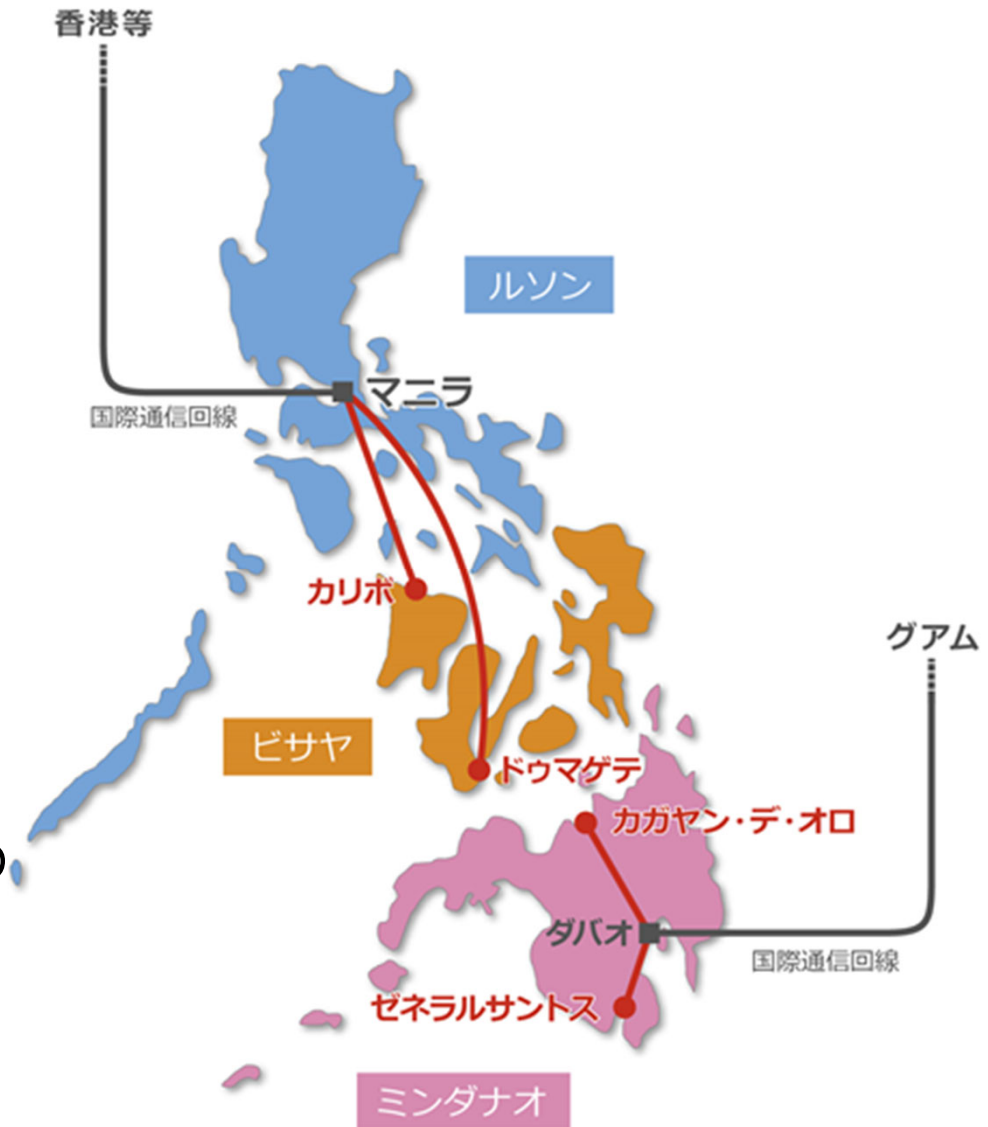 香港等
ルソン
マニラ
国際通信回線
カリボ
グアム
ビサヤ
ドゥマゲテ
カガヤン・デ・オロ
ダバオ
国際通信回線
ゼネラルサントス
ミンダナオ